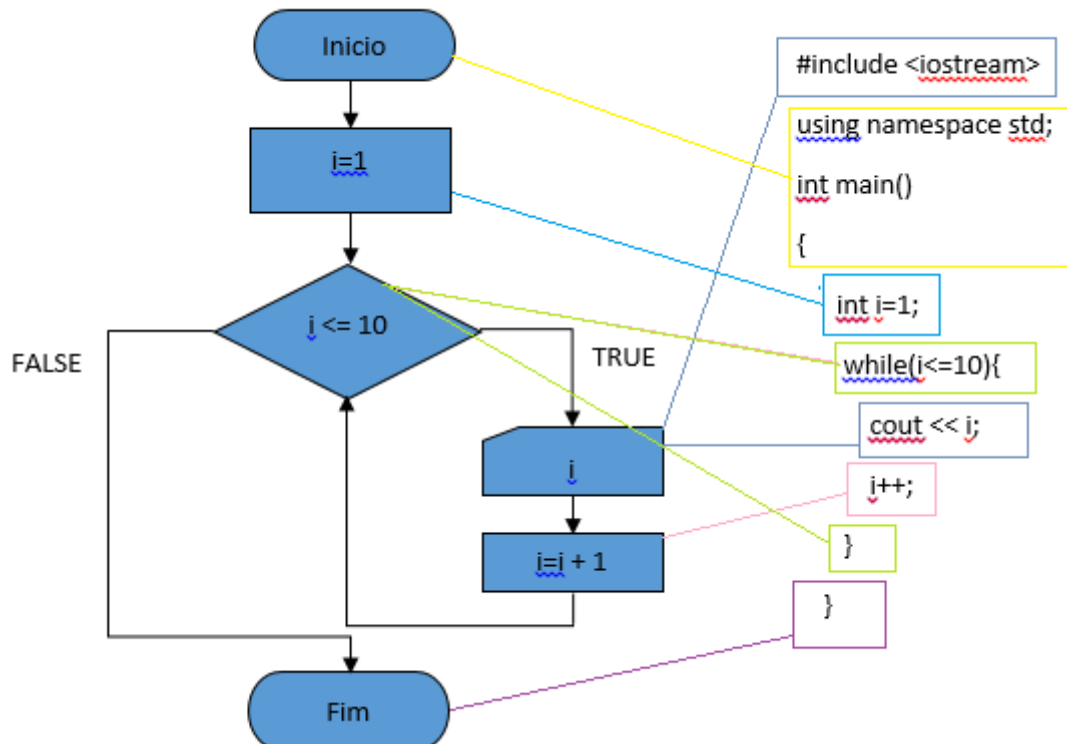 Inicio
i=1
i <= 10
FALSE
TRUE
i
i=i + 1
Fim
#include <iostream>
using namespace std;
int main()
{
int i=1;
while(i<=10){
cout << i;
i++;
}
}